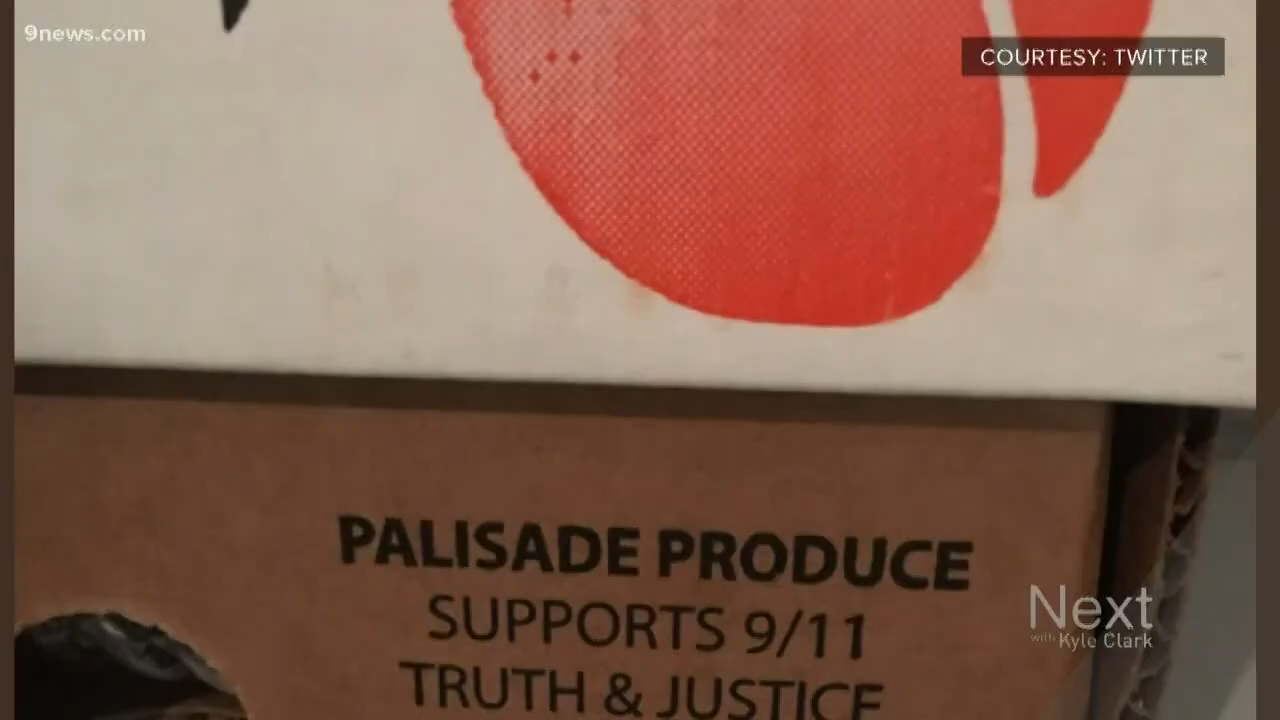 9news.com
COURTESY: TWITTER
PALISADE PRODUCE
SUPPORTS 9/11
TRUTH & JUSTICE
Next
with Kyle Clark